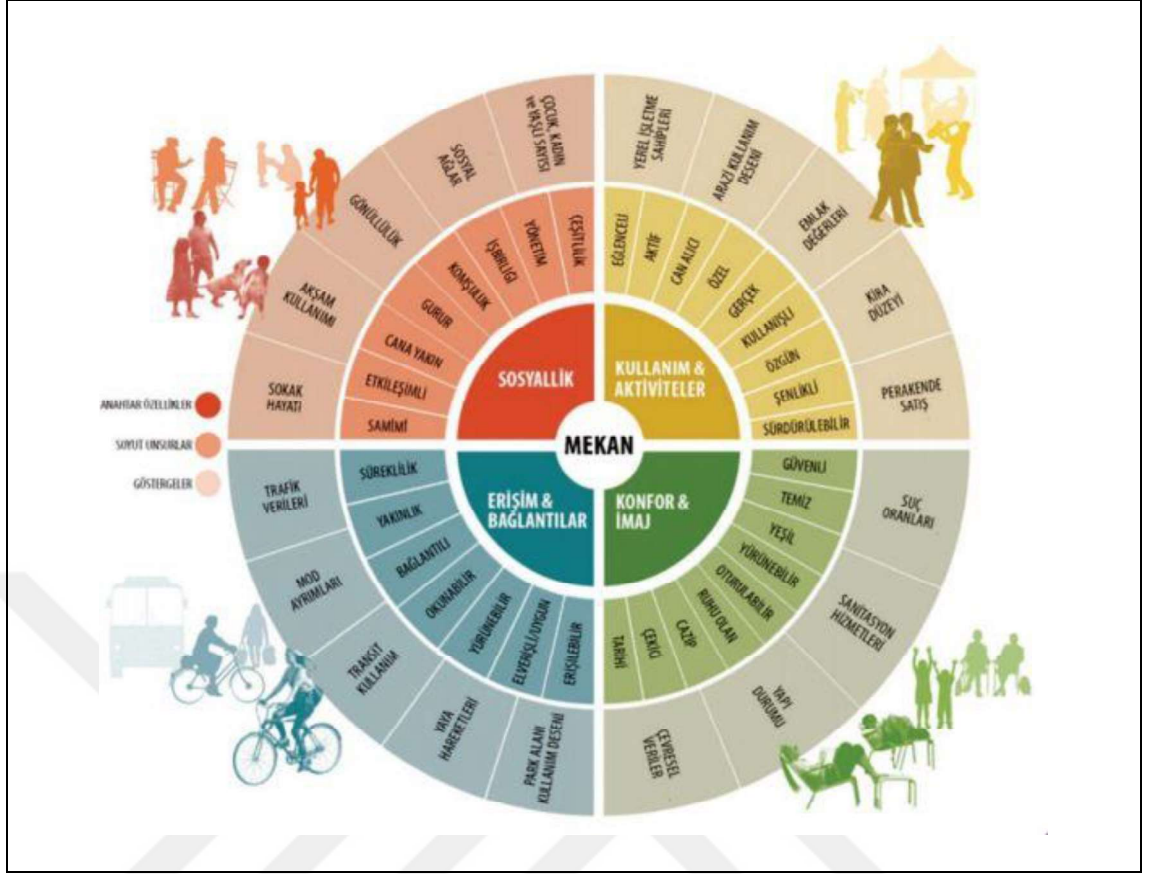 ÇOCUK, KADIN
ve YAŞLI SAYISI
SOSYAL
AĞLAR
GÖNÜLLÜLÜK
AKŞAM
KULLANIMI
SOKAK
HAYATI
ÇEŞİTLİLİK
YÖNETİM
İŞBİRLİĞİ
KOMŞULUK
GURUR
CANA YAKIN
ETKİLEŞİMLİ
SAMİMİ
SOSYALLİK
YEREL İŞLETME
SAHİPLERİ
ARAZİ KULLANIM
DESENİ
EMLAK
DEĞERLERİ
KİRA
DÜZEYİ
PERAKENDE
SATIŞ
EĞLENCELİ
AKTİF
CAN ALICI
ÖZEL
GERÇEK
KULLANIŞLI
ÖZGÜN
ŞENLİKLİ
SÜRDÜRÜLEBİLİR
KULLANIM &
AKTİVİTELER
MEKAN
ANAHTAR ÖZELLİKLER
SOYUT UNSURLAR
GÖSTERGELER
ERİŞİM &
BAĞLANTILAR
SÜREKLİLİK
YAKINLIK
BAĞLANTILI
OKUNABİLİR
YÜRÜNEBİLİR
ELVERİŞLİ/UYGUN
ERİŞİLEBİLİR
TRAFİK
VERİLERİ
MOD
AYRIMLARI
TRANSİT
KULLANIM
YAYA
HAREKETLERİ
PARK ALANI
KULLANIM DESENİ
KONFOR &
İMAJ
GÜVENLİ
TEMİZ
YEŞİL
YÜRÜNEBİLİR
OTURULABİLİR
RUHU OLAN
CAZİP
ÇEKİCİ
TARİHİ
SUÇ
ORANLARI
SANİTASYON
HİZMETLERİ
YAPI
DURUMU
ÇEVRESEL
VERİLER